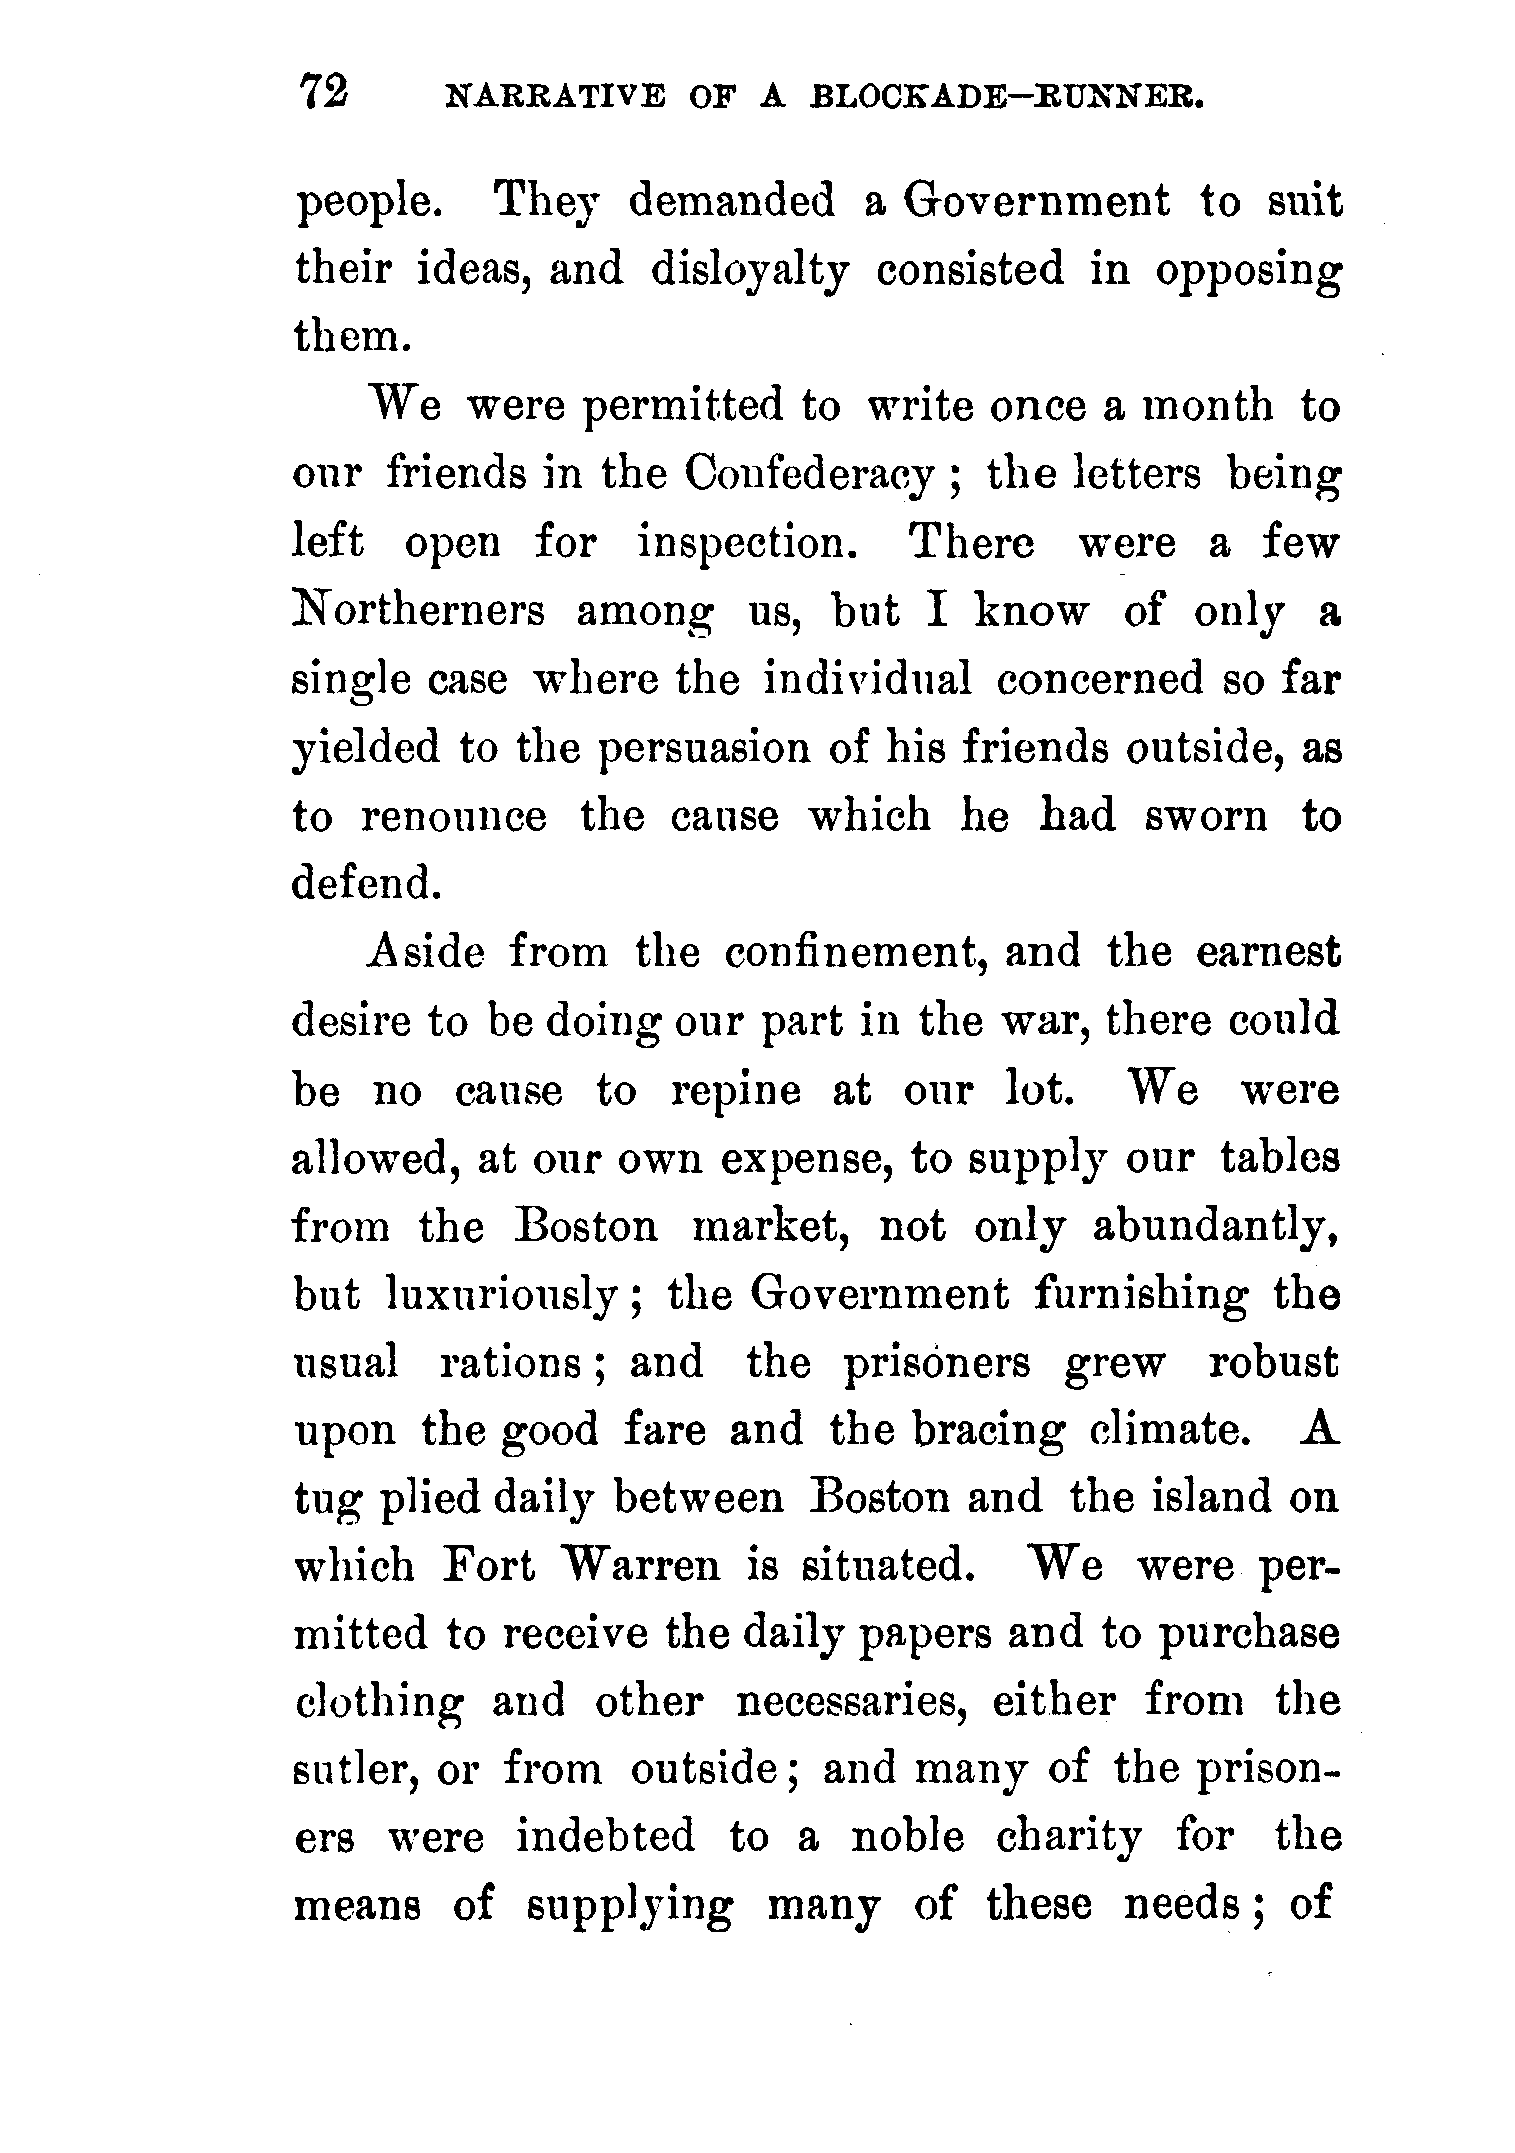 72 NARRATIVE OF A BLOCKADE-RUNNER.
people. They demanded a Government to suit
their ideas, and disloyalty consisted in opposing
them.
We were permitted to write once a month to
our friends in the Confederacy ; the letters being
left open for inspection. There were a few
Northerners among us, but I know of only a
single case where the individual concerned so far
yielded to the persuasion of his friends outside, as
to renounce the cause which he had sworn to
defend.
Aside from the confinement, and the earnest
desire to be doing our part in the war, there could
be no cause to repine at our lot. We were
allowed, at our own expense, to supply our tables
from the Boston market, not only abundantly,
but luxuriously ; the Government furnishing the
usual rations ; and the prisoners grew robust
upon the good fare and the bracing climate. A
tug plied daily between Boston and the island on
which Fort Warren is situated. We were per-
mitted to receive the daily papers and to purchase
clothing and other necessaries, either from the
sutler, or from outside ; and many of the prison-
ers were indebted to a noble charity for the
means of supplying many of these needs ; of